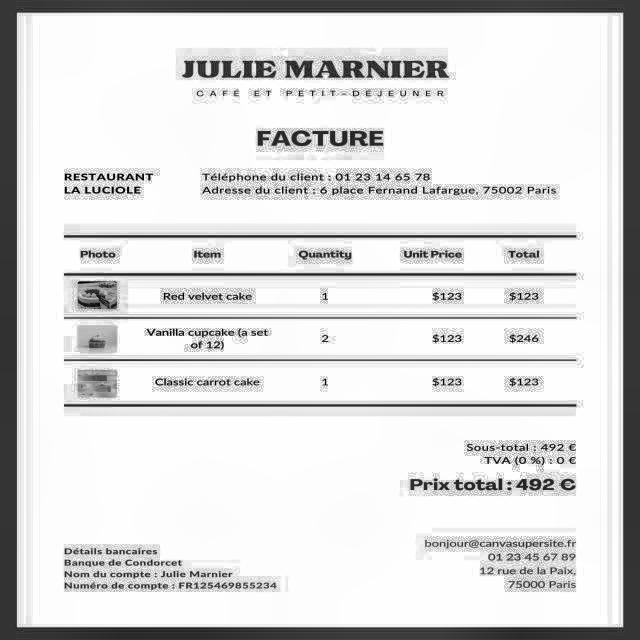 JULIE MARNIER
CAFÉ ET PETIT-DÉJEUNER
FACTURE
RESTAURANT
LA LUCIOLE
Téléphone du client : 01 23 14 65 78
Adresse du client : 6 place Fernand Lafargue, 75002 Paris
Photo Item Quantity Unit Price Total
Red velvet cake 1 $123 $123
Vanilla cupcake (a set
of 12) 2 $123 $246
Classic carrot cake 1 $123 $123
Sous-total : 492 €
TVA (0 %) : 0 €
Prix total : 492 €
Détails bancaires
Banque de Condorcet
Nom du compte : Julie Marnier
Numéro de compte : FR125469855234
bonjour@canvasupersite.fr
01 23 45 67 89
12 rue de la Paix,
75000 Paris